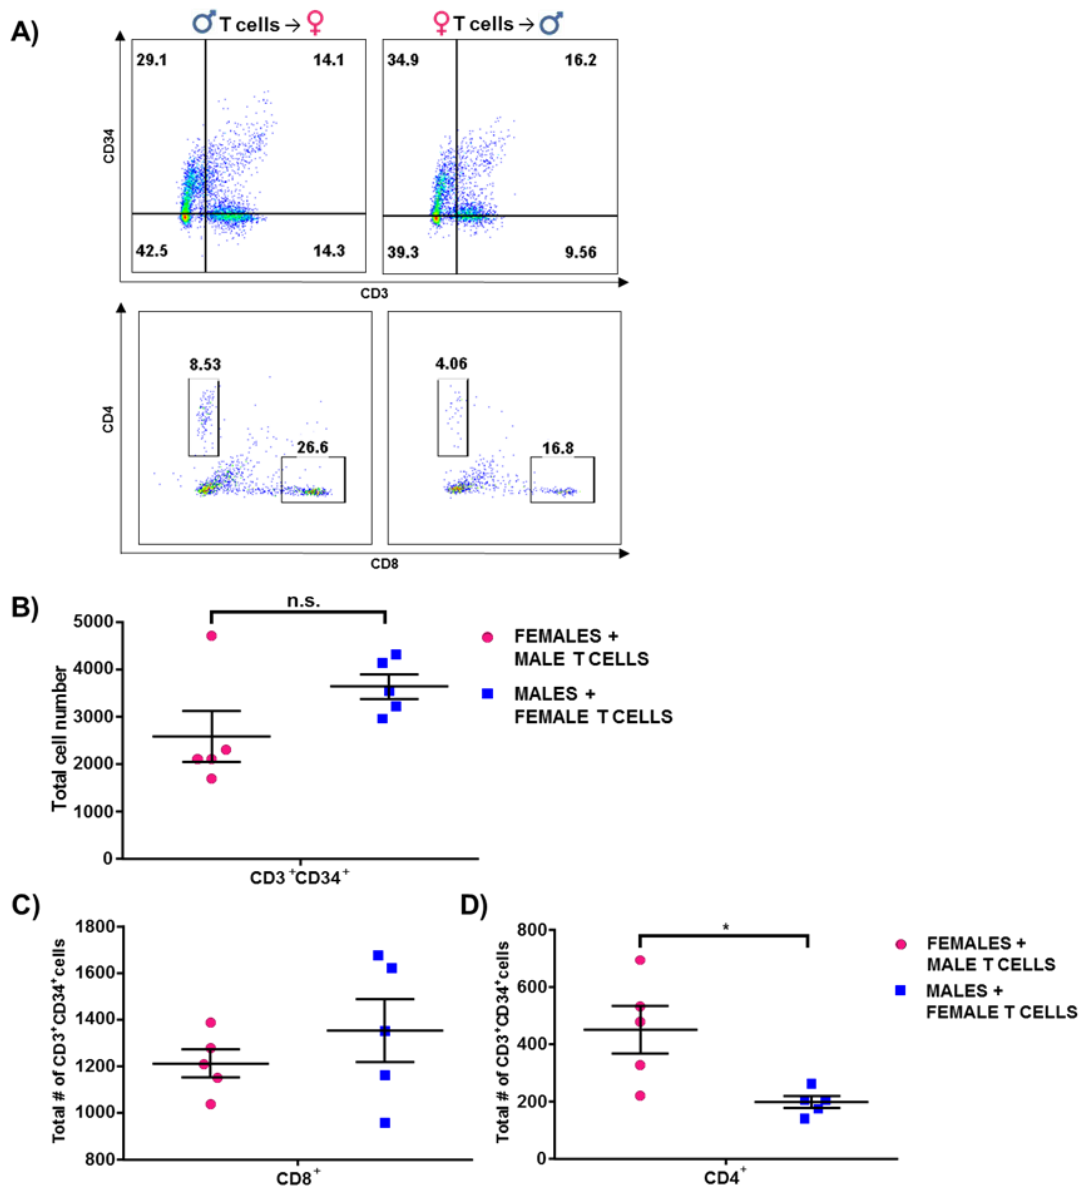 A)
♂ T cells → ♀
♀ T cells → ♂
29.1
14.1
34.9
16.2
CD34
42.5
14.3
39.3
9.56
CD3
8.53
4.06
CD4
26.6
16.8
CD8
B)
n.s.
5000
4000
3000
2000
1000
0
Total cell number
CD3+CD34+
FEMALES +
MALE T CELLS
MALES +
FEMALE T CELLS
C)
1800
1600
1400
1200
1000
800
Total # of CD3+CD34+cells
CD8+
D)
*
800
600
400
200
0
Total # of CD3+CD34+cells
CD4+
FEMALES +
MALE T CELLS
MALES +
FEMALE T CELLS